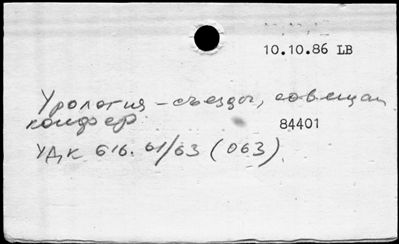 10.10.86 LB
Урология – съезды, совещан,
конфер.
84401
УДК 616.61/63 (063)